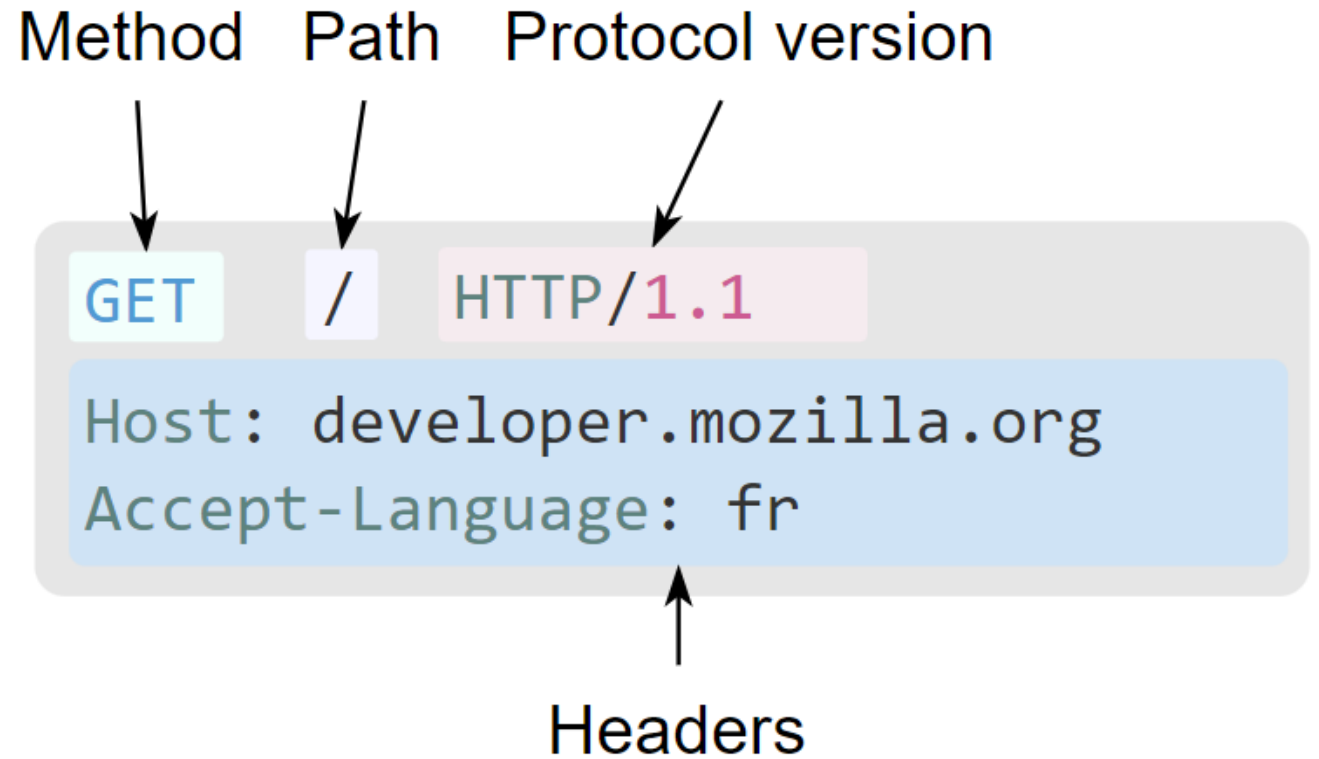 Method Path Protocol version
GET / HTTP/1.1
Host: developer.mozilla.org
Accept-Language: fr
Headers